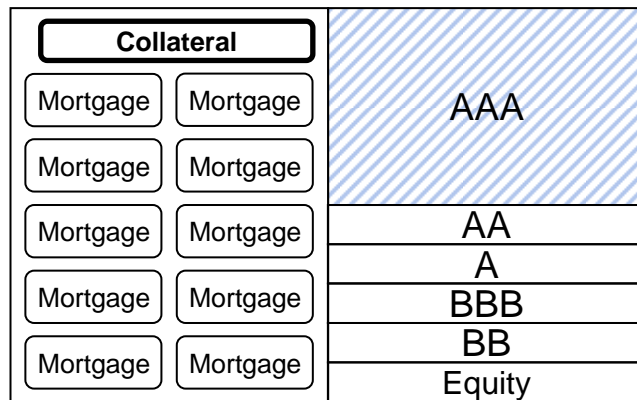 Collateral
Mortgage Mortgage
Mortgage Mortgage
Mortgage Mortgage
Mortgage Mortgage
Mortgage Mortgage
AAA
AA
A
BBB
BB
Equity